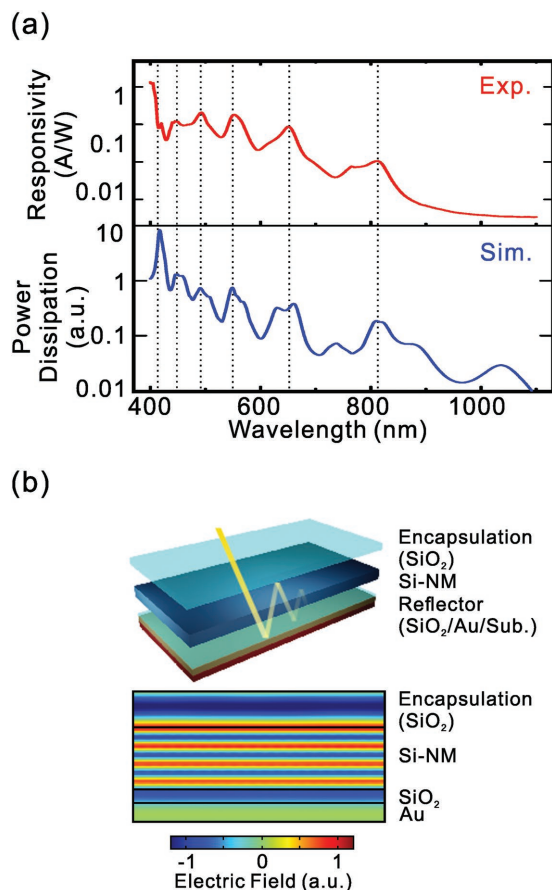 (a)
Responsivity
(A/W)
1
0.1
0.01
Exp.
Power
Dissipation
(a.u.)
10
1
0.1
0.01
Sim.
400
600
800
1000
Wavelength (nm)
(b)
Encapsulation
(SiO₂)
Si-NM
Reflector
(SiO₂/Au/Sub.)
Encapsulation
(SiO₂)
Si-NM
SiO₂
Au
-1
0
1
Electric Field (a.u.)